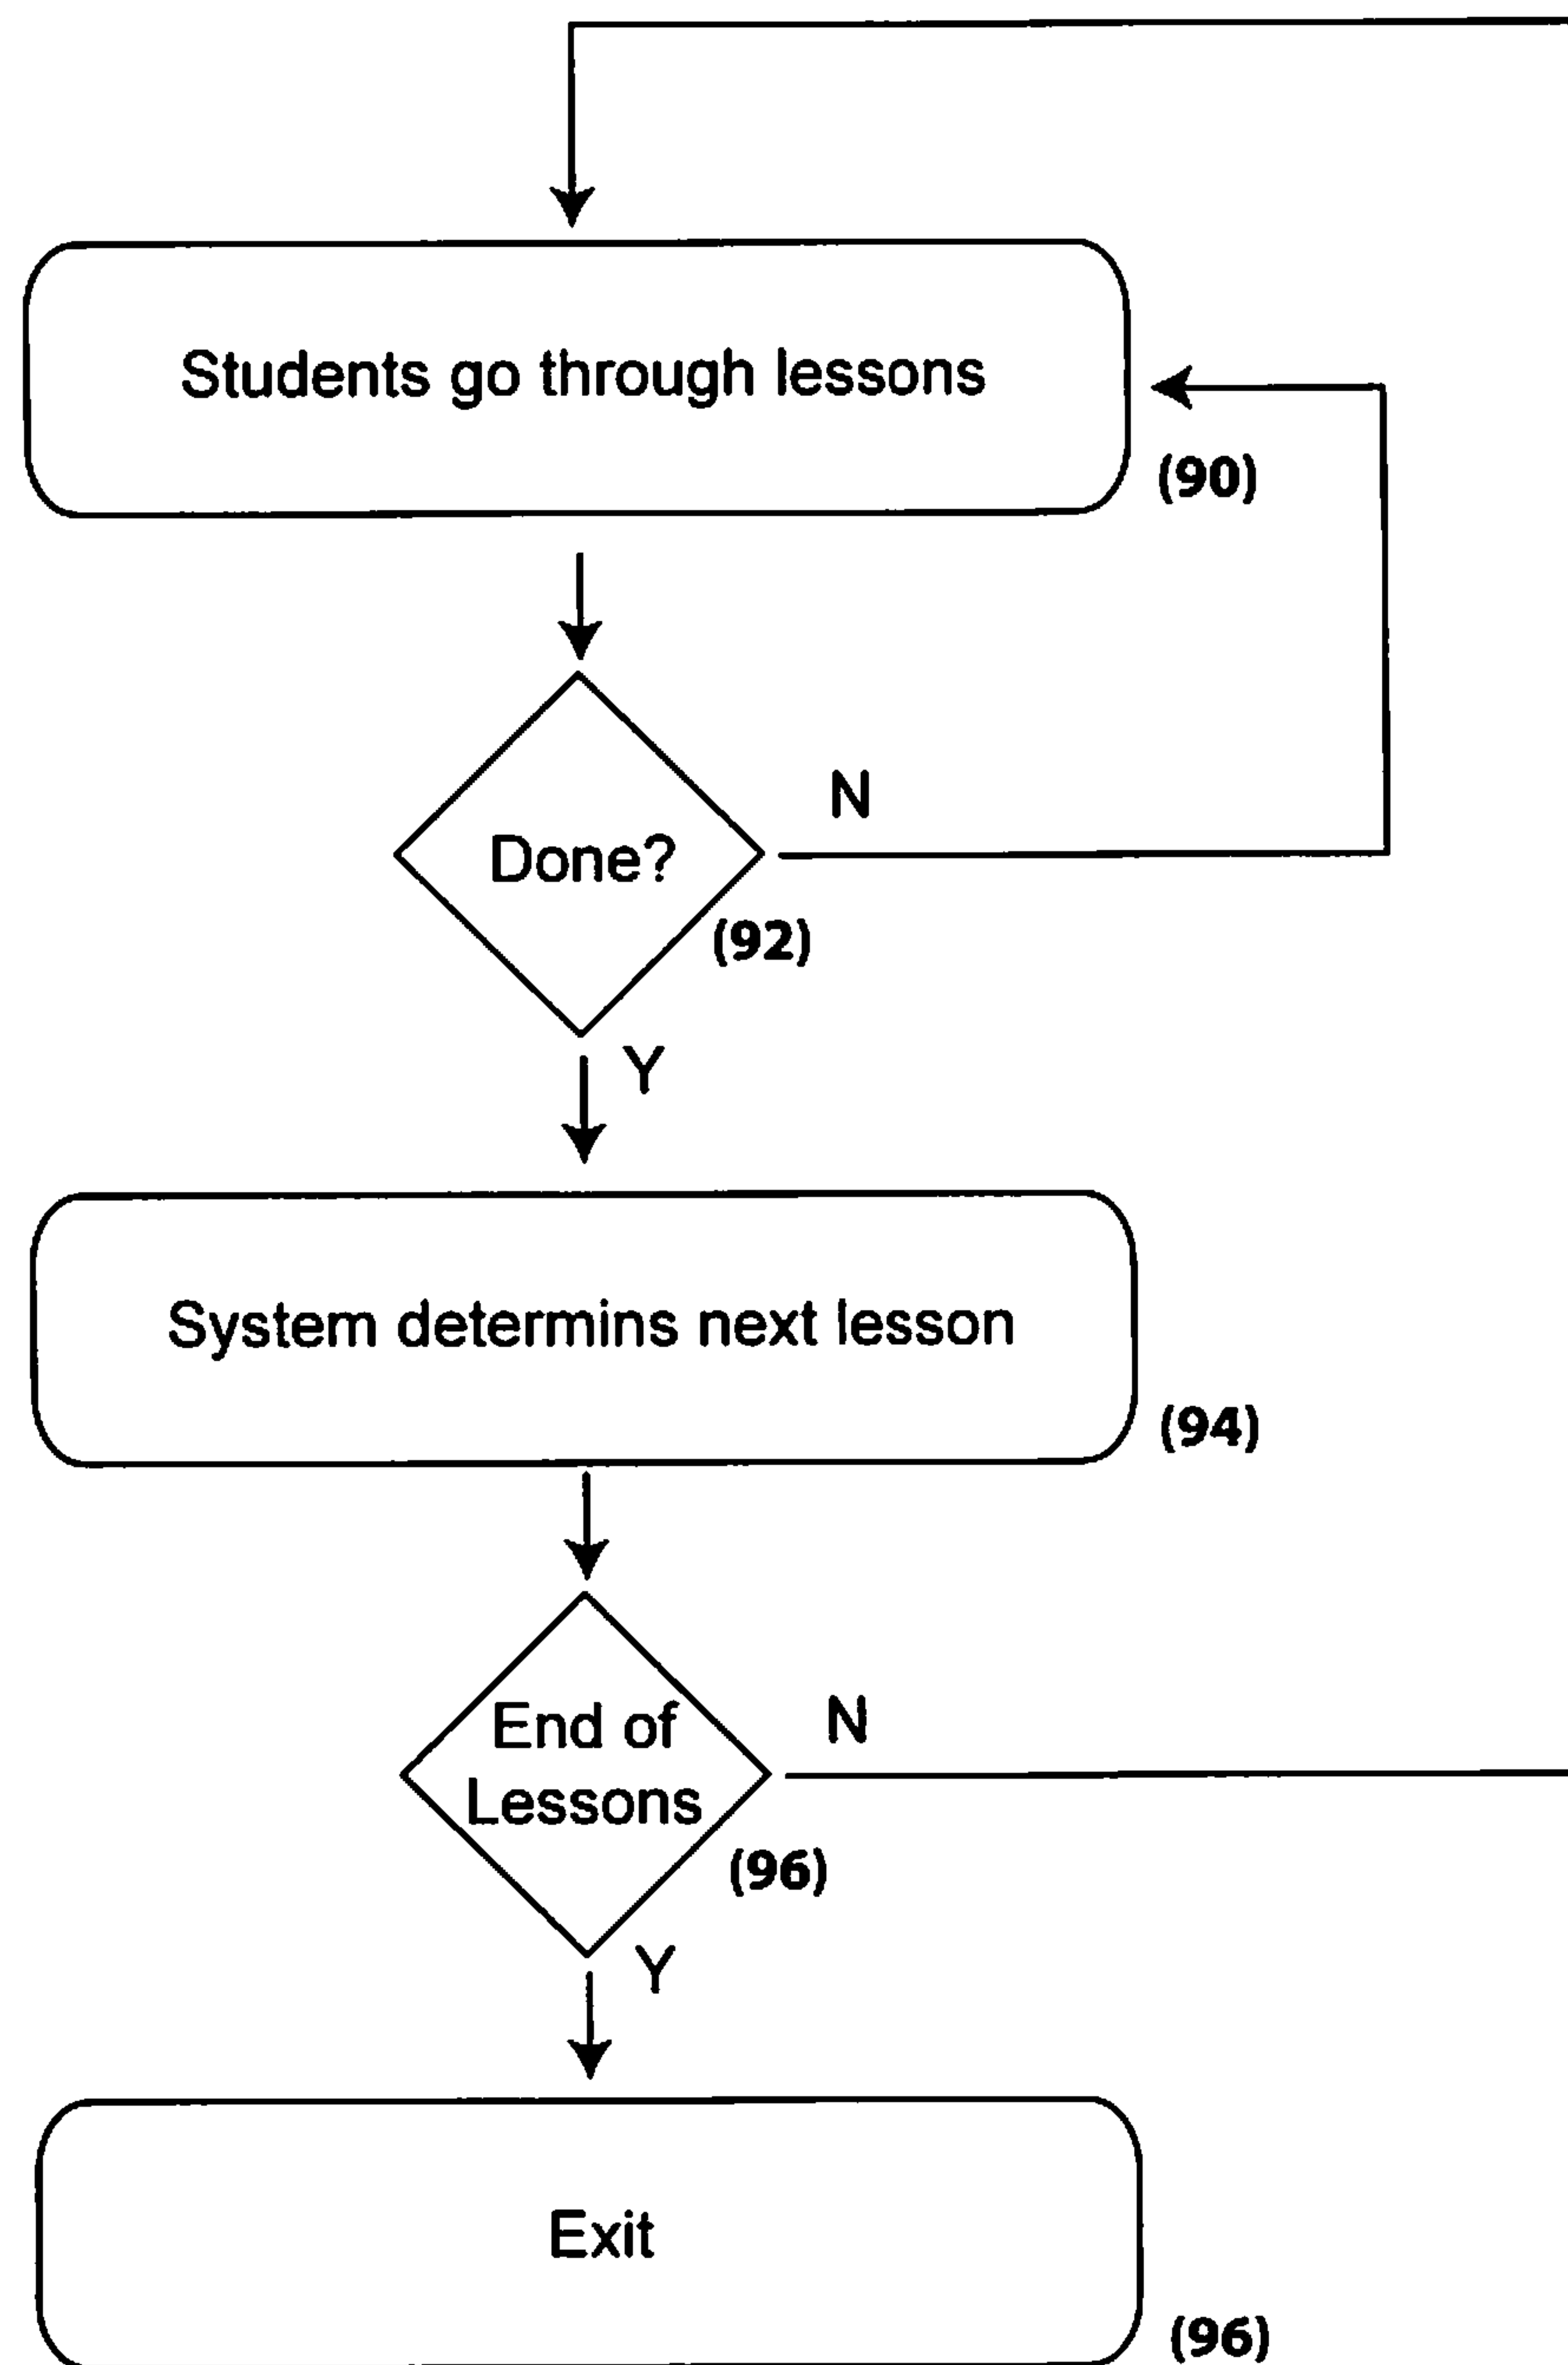 Students go through lessons
(90)
N
Done?
(92)
Y
System determins next lesson
(94)
N
End of
Lessons
(96)
Y
Exit
(96)